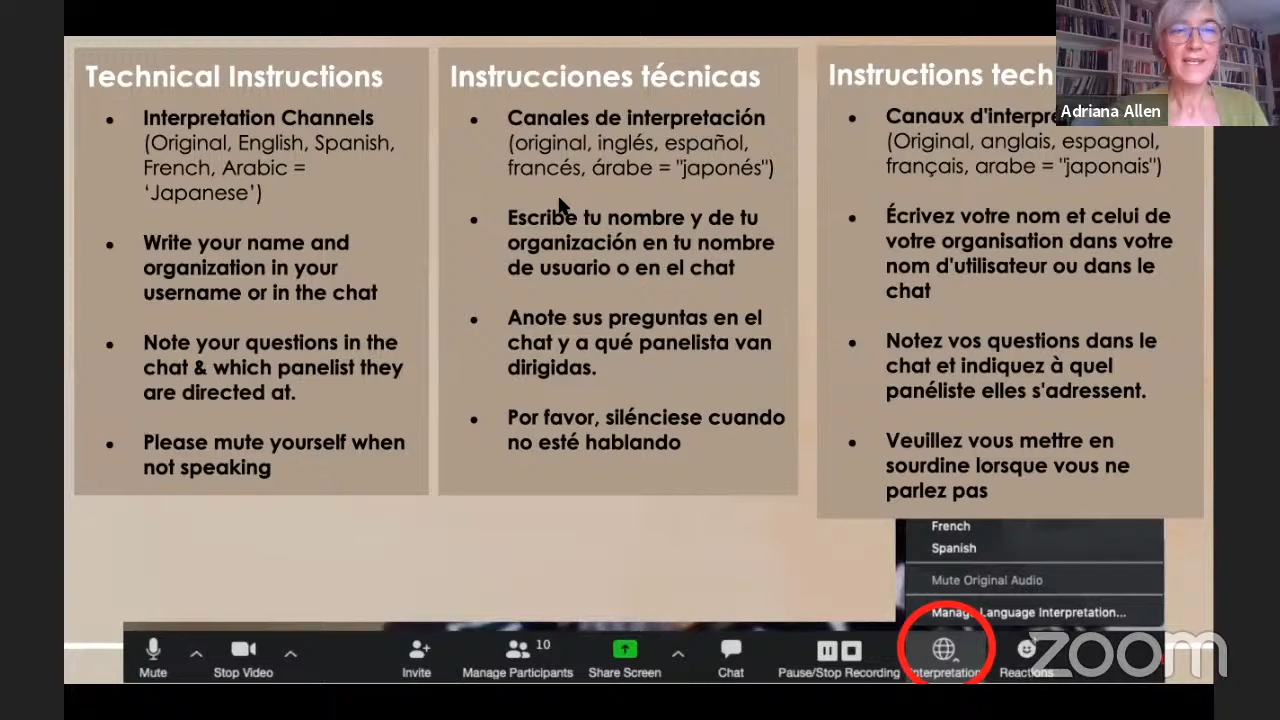 Technical Instructions
Interpretation Channels
(Original, English, Spanish,
French, Arabic =
‘Japanese’)
Write your name and
organization in your
username or in the chat
Note your questions in the
chat & which panelist they
are directed at.
Please mute yourself when
not speaking
Instrucciones técnicas
Canales de interpretación
(original, inglés, español,
francés, árabe = "japonés")
Escribe tu nombre y de tu
organización en tu nombre
de usuario o en el chat
Anote sus preguntas en el
chat y a qué panelista van
dirigidas.
Por favor, silénciese cuando
no esté hablando
Instructions tech
Canaux d'interpré
(Original, anglais, espagnol,
français, arabe = "japonais")
Écrivez votre nom et celui de
votre organisation dans votre
nom d'utilisateur ou dans le
chat
Notez vos questions dans le
chat et indiquez à quel
panéliste elles s'adressent.
Veuillez vous mettre en
sourdine lorsque vous ne
parlez pas
Adriana Allen
French
Spanish
Mute Original Audio
Manage Language Interpretation...
Mute
Stop Video
Invite
10
Manage Participants
Share Screen
Chat
Pause/Stop Recording
Interpretation
Reactions
zoom